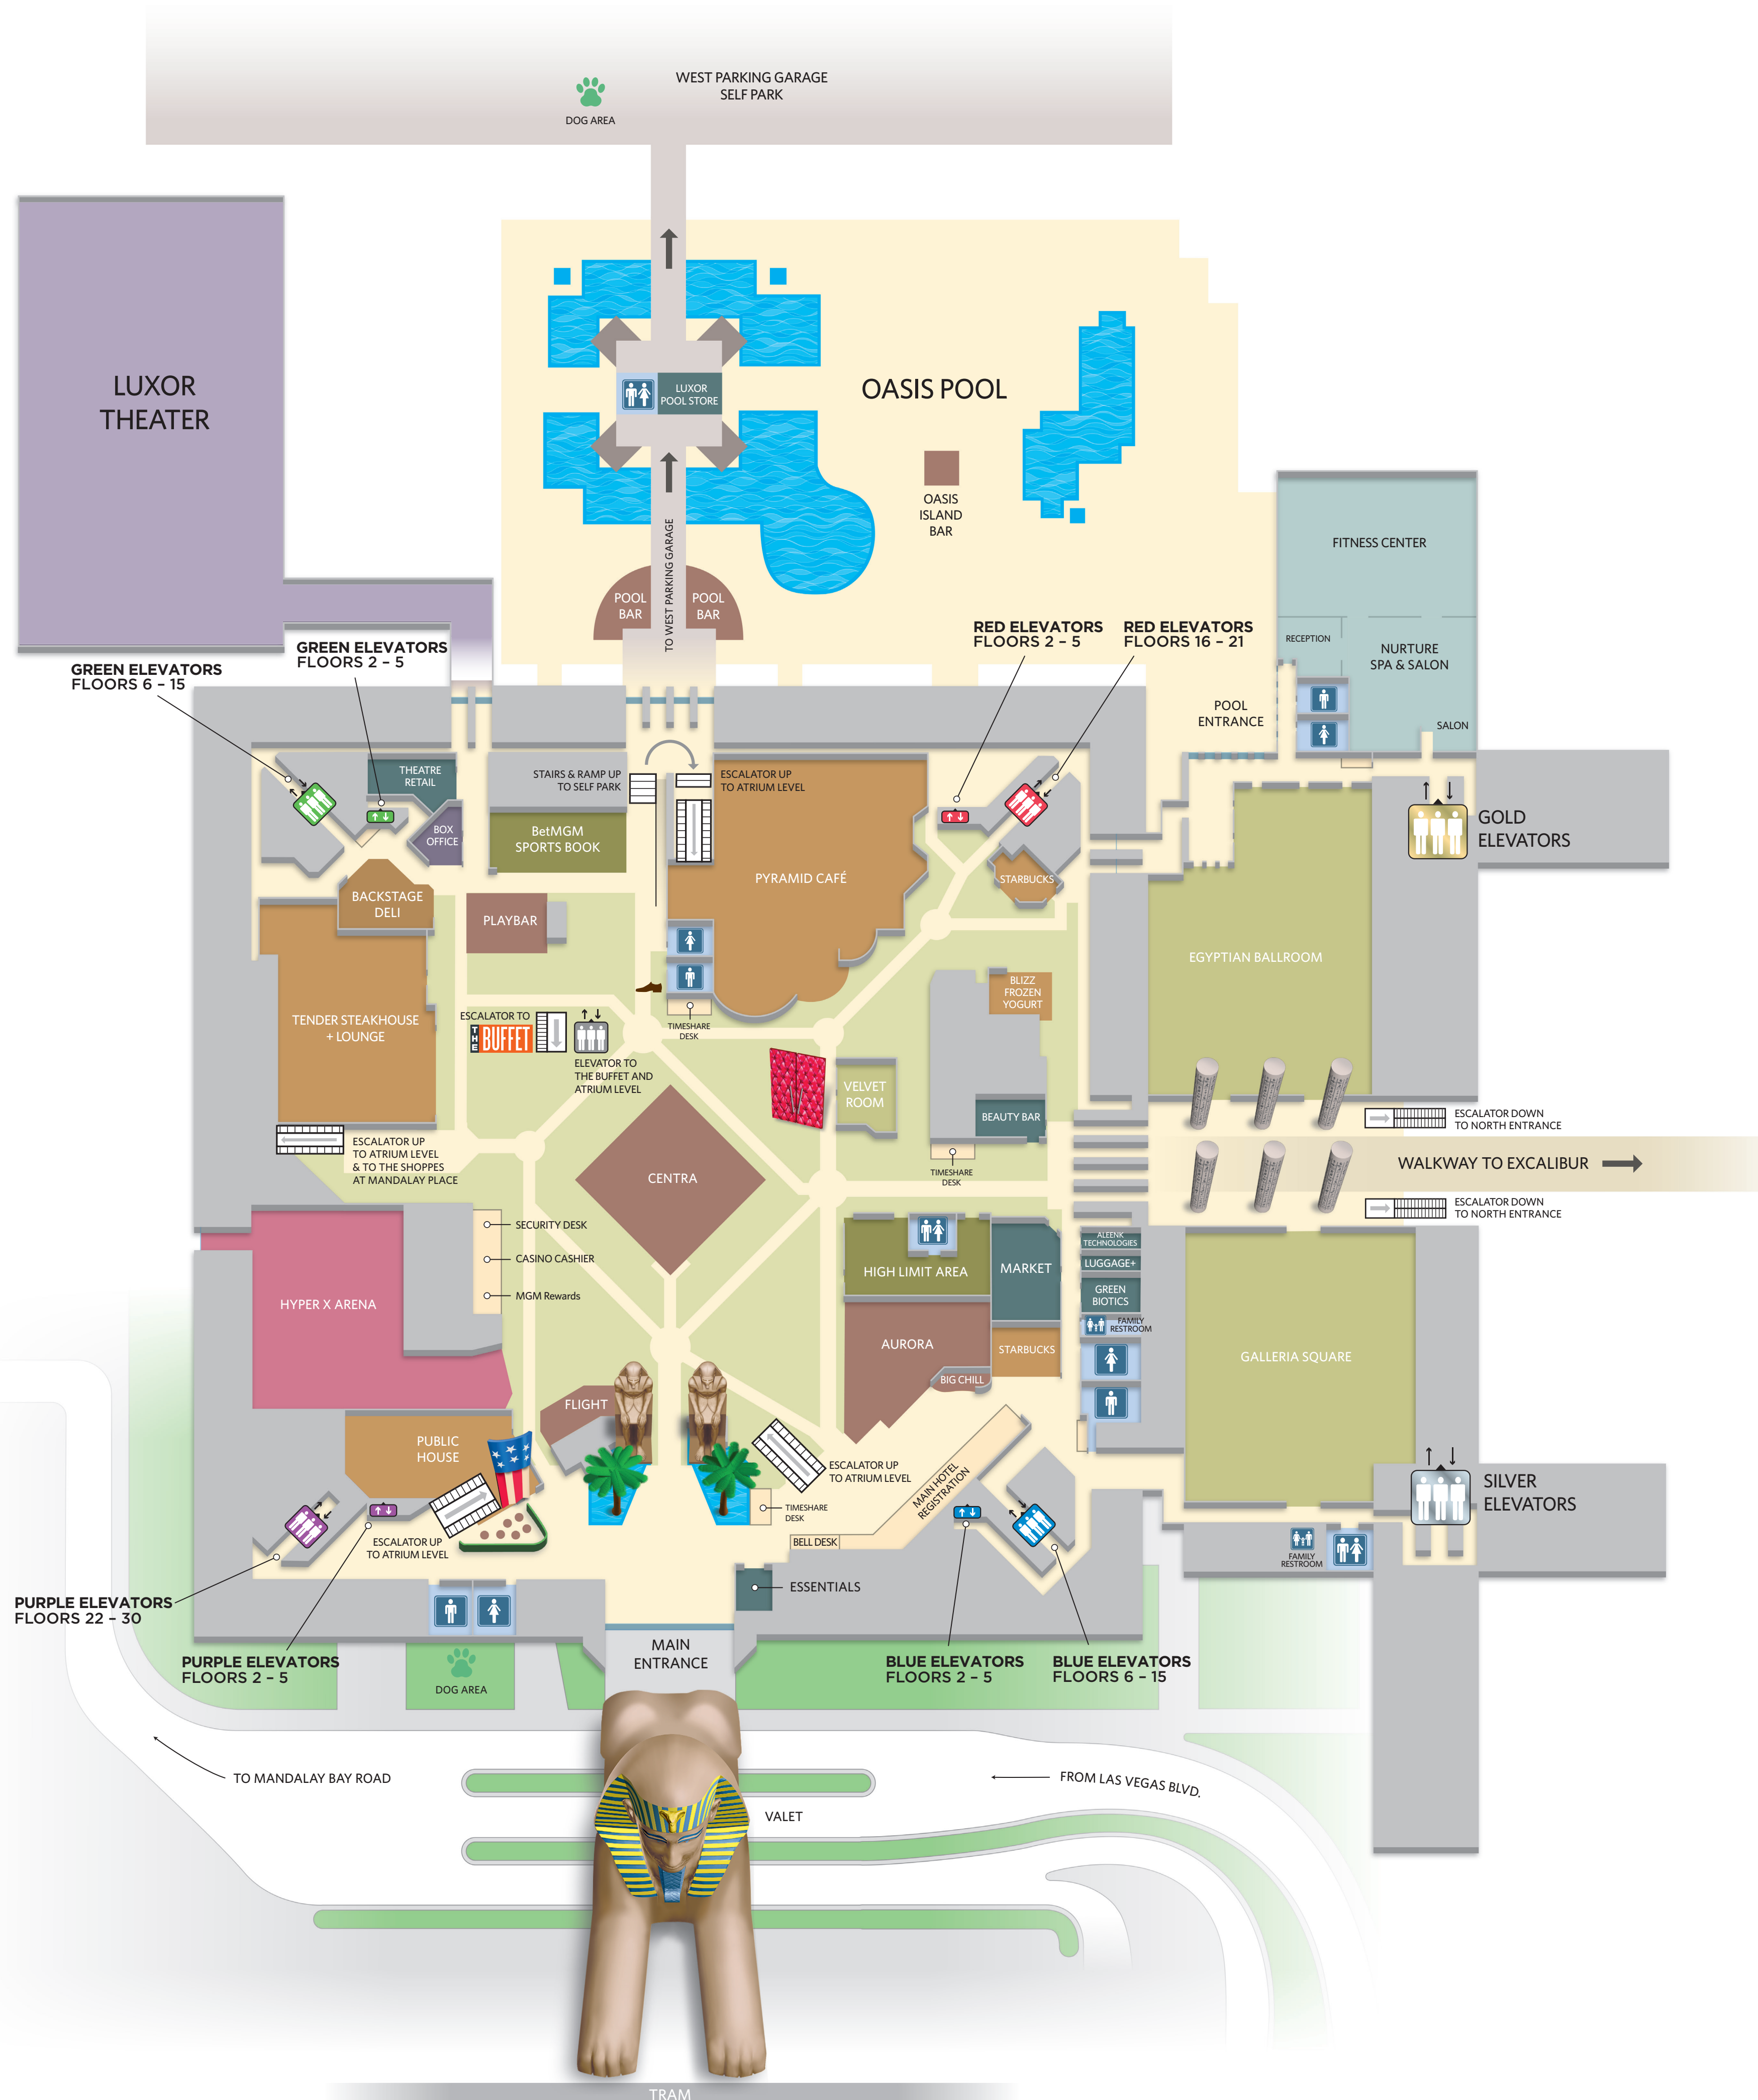 WEST PARKING GARAGE
SELF PARK
DOG AREA
LUXOR
THEATER
LUXOR
POOL STORE
OASIS POOL
OASIS
ISLAND
BAR
TO WEST PARKING GARAGE
POOL
BAR
POOL
BAR
FITNESS CENTER
RECEPTION
NURTURE
SPA & SALON
SALON
POOL
ENTRANCE
GREEN ELEVATORS
FLOORS 2 – 5
GREEN ELEVATORS
FLOORS 6 – 15
RED ELEVATORS
FLOORS 2 – 5
RED ELEVATORS
FLOORS 16 – 21
THEATRE
RETAIL
BOX
OFFICE
STAIRS & RAMP UP
TO SELF PARK
ESCALATOR UP
TO ATRIUM LEVEL
BetMGM
SPORTS BOOK
PYRAMID CAFÉ
STARBUCKS
GOLD
ELEVATORS
BACKSTAGE
DELI
PLAYBAR
EGYPTIAN BALLROOM
BLIZZ
FROZEN
YOGURT
TENDER STEAKHOUSE
+ LOUNGE
ESCALATOR TO
THE
BUFFET
ELEVATOR TO
THE BUFFET AND
ATRIUM LEVEL
TIMESHARE
DESK
VELVET
ROOM
BEAUTY BAR
TIMESHARE
DESK
ESCALATOR DOWN
TO NORTH ENTRANCE
WALKWAY TO EXCALIBUR
ESCALATOR DOWN
TO NORTH ENTRANCE
ESCALATOR UP
TO ATRIUM LEVEL
& TO THE SHOPPES
AT MANDALAY PLACE
CENTRA
SECURITY DESK
CASINO CASHIER
MGM Rewards
HYPER X ARENA
HIGH LIMIT AREA
MARKET
ALEENK
TECHNOLOGIES
LUGGAGE+
GREEN
BIOTICS
FAMILY
RESTROOM
AURORA
STARBUCKS
BIG CHILL
GALLERIA SQUARE
FLIGHT
PUBLIC
HOUSE
ESCALATOR UP
TO ATRIUM LEVEL
TIMESHARE
DESK
MAIN HOTEL
REGISTRATION
BELL DESK
ESCALATOR UP
TO ATRIUM LEVEL
SILVER
ELEVATORS
FAMILY
RESTROOM
ESSENTIALS
PURPLE ELEVATORS
FLOORS 22 – 30
PURPLE ELEVATORS
FLOORS 2 – 5
MAIN
ENTRANCE
BLUE ELEVATORS
FLOORS 2 – 5
BLUE ELEVATORS
FLOORS 6 – 15
DOG AREA
TO MANDALAY BAY ROAD
FROM LAS VEGAS BLVD.
VALET
TRAM